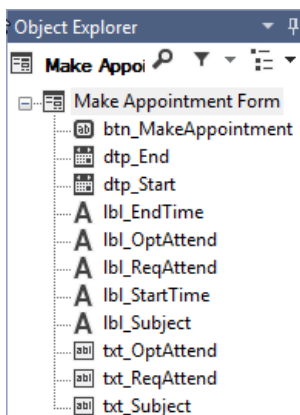 Object Explorer
Make Appoi
Make Appointment Form
btn_MakeAppointment
dtp_End
dtp_Start
lbl_EndTime
lbl_OptAttend
lbl_ReqAttend
lbl_StartTime
lbl_Subject
txt_OptAttend
txt_ReqAttend
txt_Subject